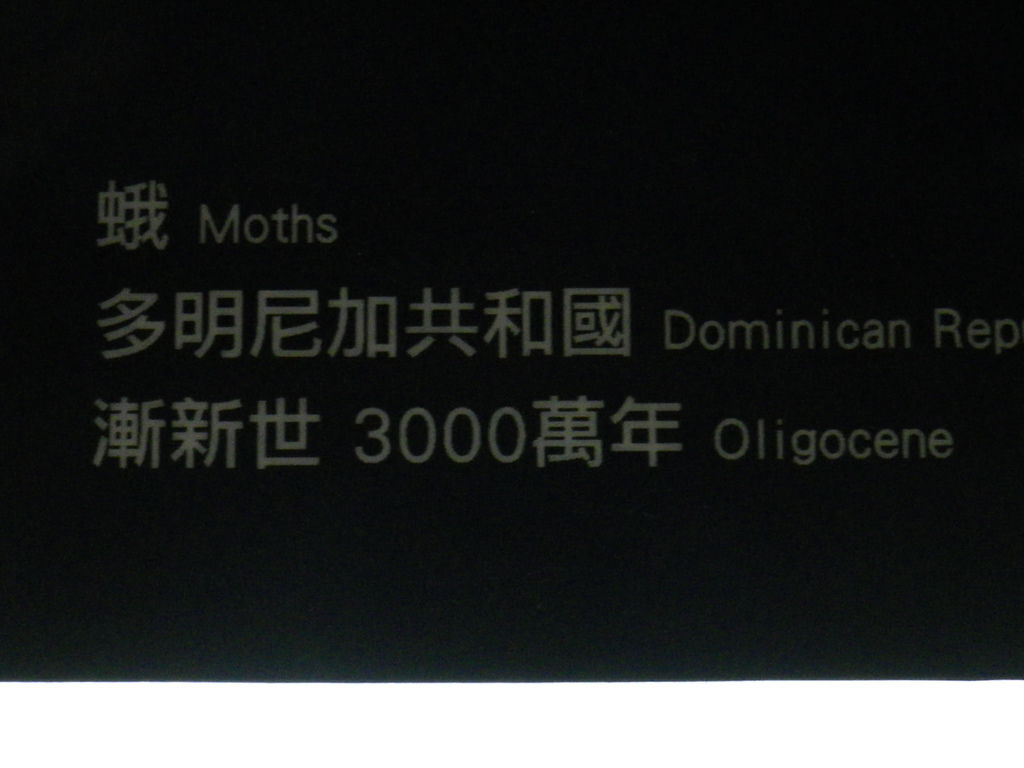 蛾 Moths
多明尼加共和國 Dominican
漸新世 3000萬年 Oligocene